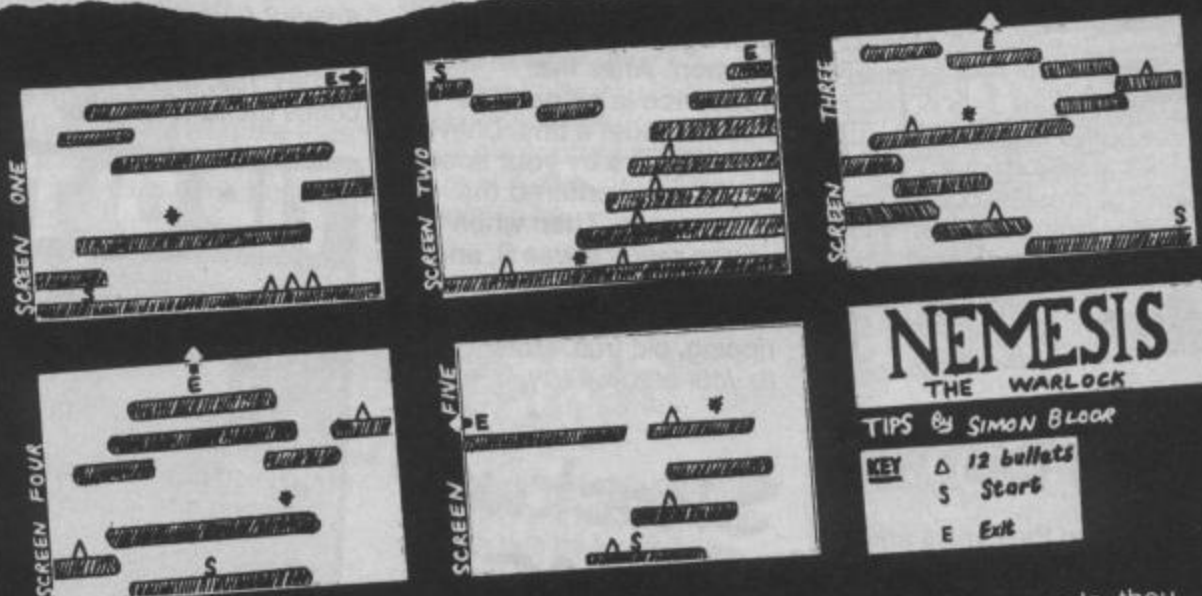 SCREEN ONE
E
S
SCREEN TWO
S
E
SCREEN THREE
E
S
SCREEN FOUR
E
S
SCREEN FIVE
E
S
NEMESIS
THE WARLOCK
TIPS By SIMON BLOOR
KEY
△ 12 bullets
S Start
E Exit